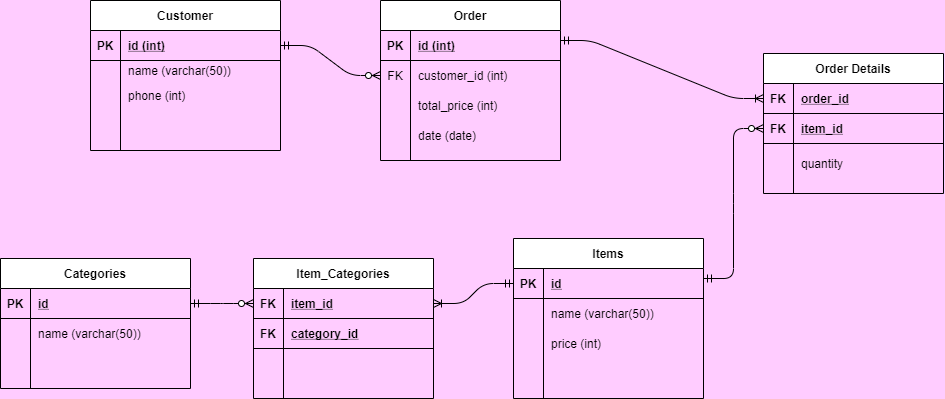 Customer
PK id (int)
name (varchar(50))
phone (int)
Order
PK id (int)
FK customer_id (int)
total_price (int)
date (date)
Order Details
FK order_id
FK item_id
quantity
Categories
PK id
name (varchar(50))
Item_Categories
FK item_id
FK category_id
Items
PK id
name (varchar(50))
price (int)